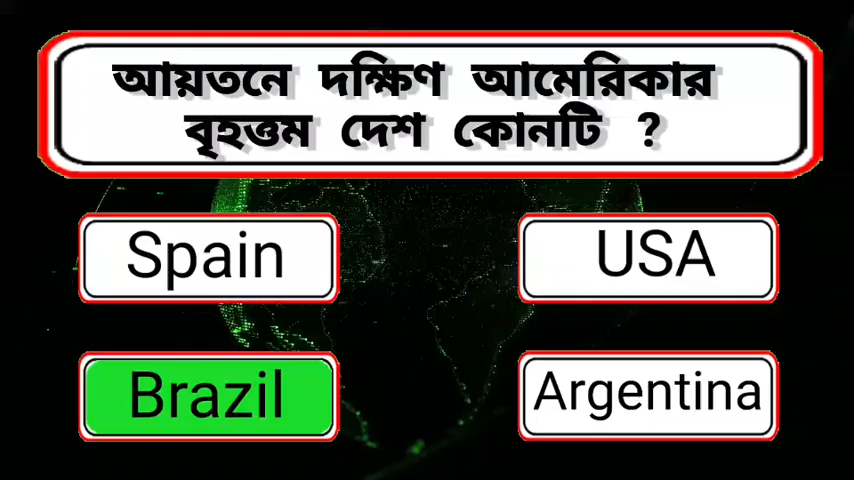 আয়তনে দক্ষিণ আমেরিকার
বৃহত্তম দেশ কোনটি ?
Spain
USA
Brazil
Argentina